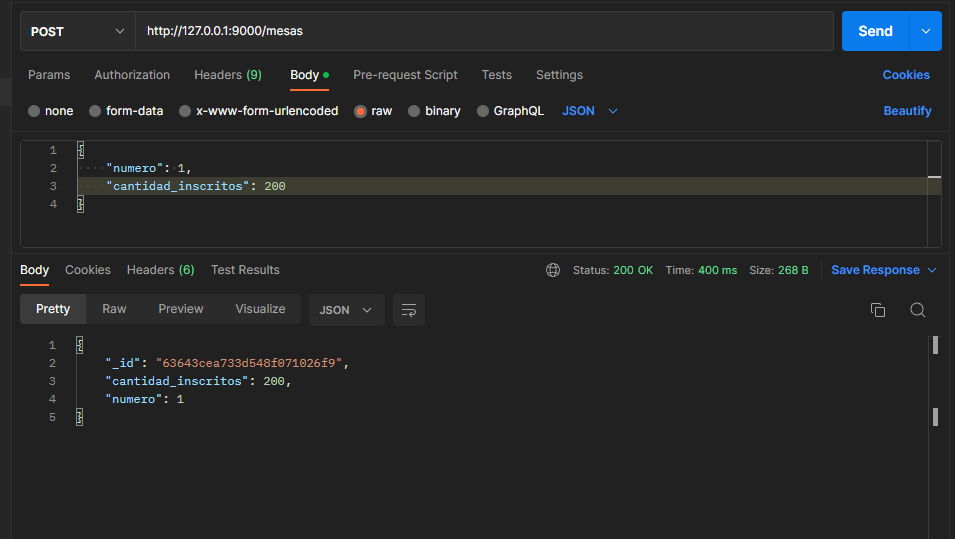 POST http://127.0.0.1:9000/mesas Send
Params Authorization Headers (9) Body Pre-request Script Tests Settings Cookies
none form-data x-www-form-urlencoded raw binary GraphQL JSON Beautify
1 {
2 "numero": 1,
3 "cantidad_inscritos": 200
4 }
Body Cookies Headers (6) Test Results Status: 200 OK Time: 400 ms Size: 268 B Save Response
Pretty Raw Preview Visualize JSON
1 {
2 "_id": "63643cea733d548f071026f9",
3 "cantidad_inscritos": 200,
4 "numero": 1
5 }